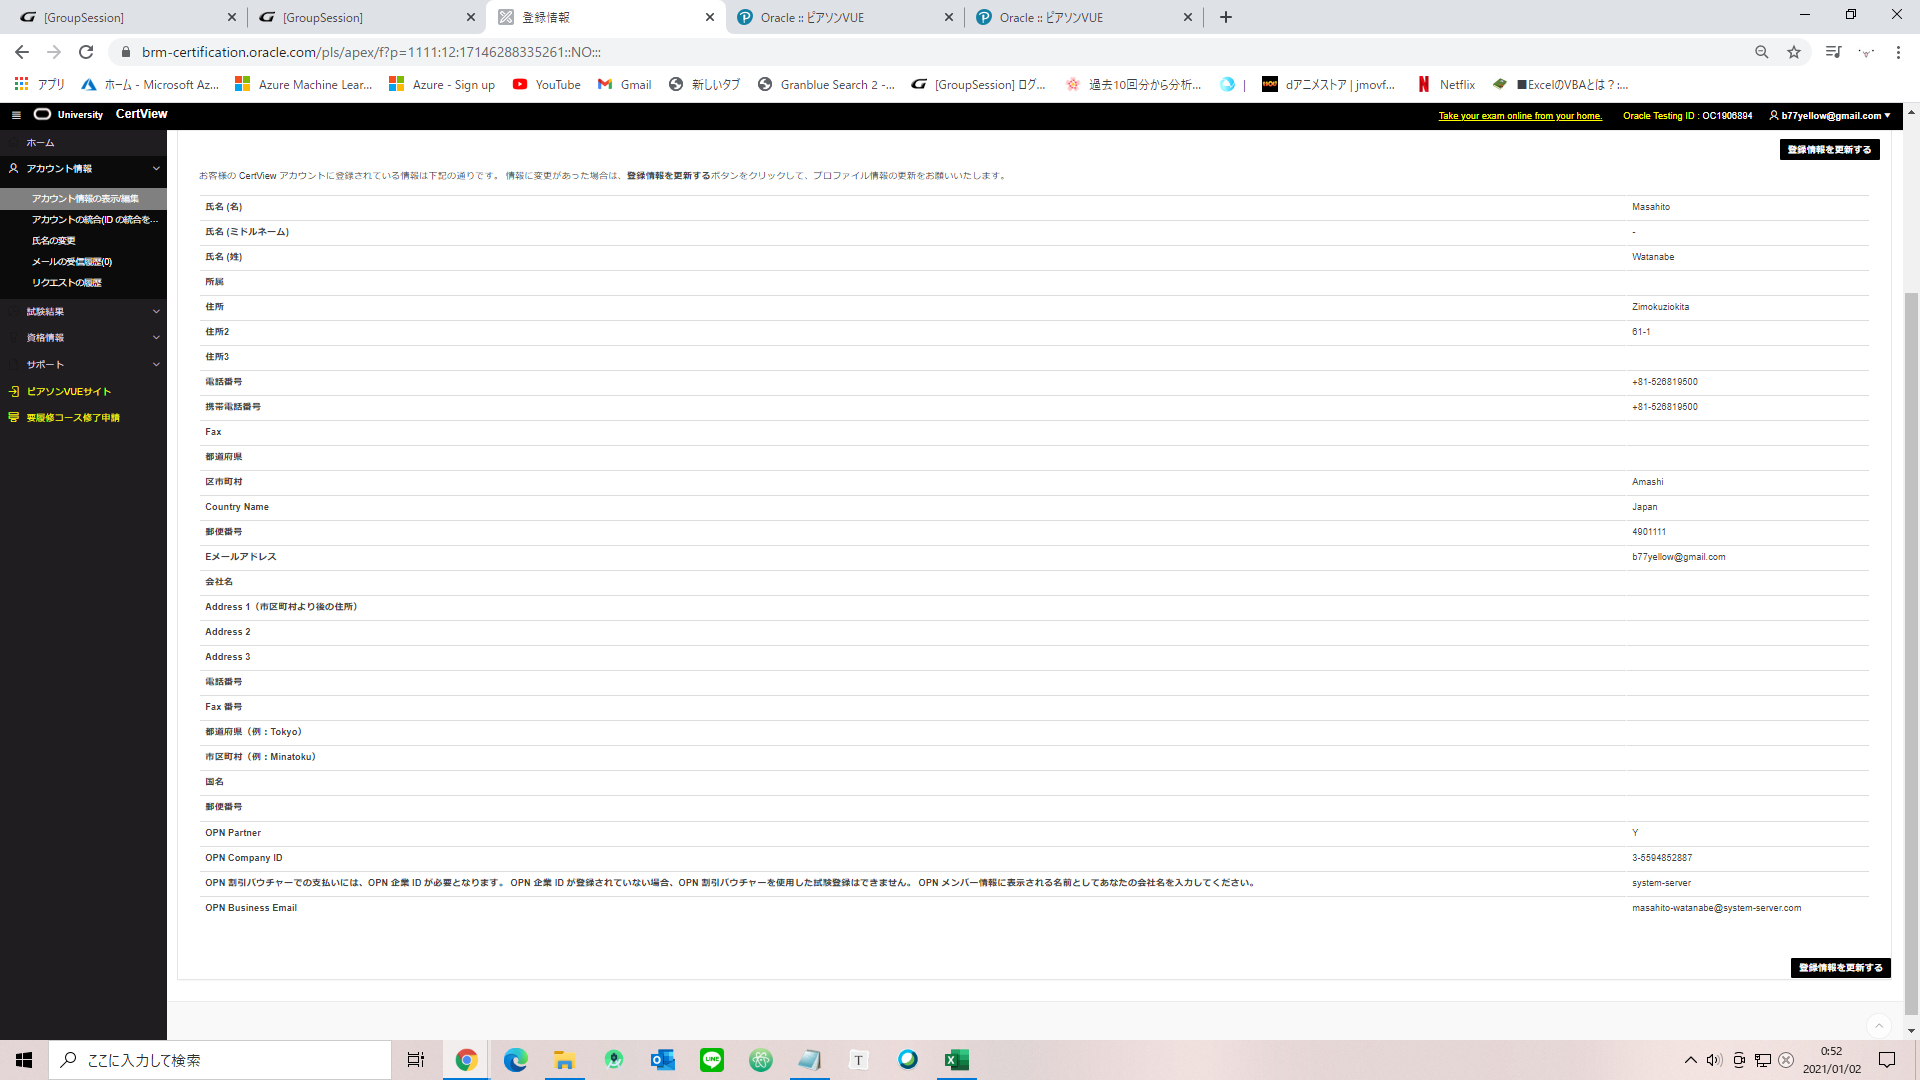 [GroupSession]
[GroupSession]
登録情報
Oracle :: ピアソンVUE
Oracle :: ピアソンVUE
brm-certification.oracle.com/pls/apex/f?p=1111:12:17146288335261::NO:::
アプリ
ホーム - Microsoft Az...
Azure Machine Lear...
Azure - Sign up
YouTube
Gmail
新しいタブ
Granblue Search 2 -...
[GroupSession] ログ...
過去10回分から分析...
|
dアニメストア | jmovf...
Netflix
■ExcelのVBAとは？:...
University CertView
Take your exam online from your home.
Oracle Testing ID : OC1906894
b77yellow@gmail.com
ホーム
アカウント情報
アカウント情報の表示/編集
アカウントの統合(ID の統合を...
氏名の変更
メールの受信履歴(0)
リクエストの履歴
試験結果
資格情報
サポート
ピアソンVUEサイト
要履修コース修了申請
登録情報を更新する
お客様の CertView アカウントに登録されている情報は下記の通りです。 情報に変更があった場合は、登録情報を更新するボタンをクリックして、プロファイル情報の更新をお願いいたします。
氏名 (名) Masahito
氏名 (ミドルネーム) -
氏名 (姓) Watanabe
所属
住所 Zimokuziokita
住所2 61-1
住所3
電話番号 +81-526819500
携帯電話番号 +81-526819500
Fax
都道府県
区市町村 Amashi
Country Name Japan
郵便番号 4901111
Eメールアドレス b77yellow@gmail.com
会社名
Address 1（市区町村より後の住所）
Address 2
Address 3
電話番号
Fax 番号
都道府県（例：Tokyo）
市区町村（例：Minatoku）
国名
郵便番号
OPN Partner Y
OPN Company ID 3-5594852887
OPN 割引バウチャーでの支払いには、OPN 企業 ID が必要となります。 OPN 企業 ID が登録されていない場合、OPN 割引バウチャーを使用した試験登録はできません。 OPN メンバー情報に表示される名前としてあなたの会社名を入力してください。 system-server
OPN Business Email masahito-watanabe@system-server.com
登録情報を更新する
ここに入力して検索
0:52
2021/01/02